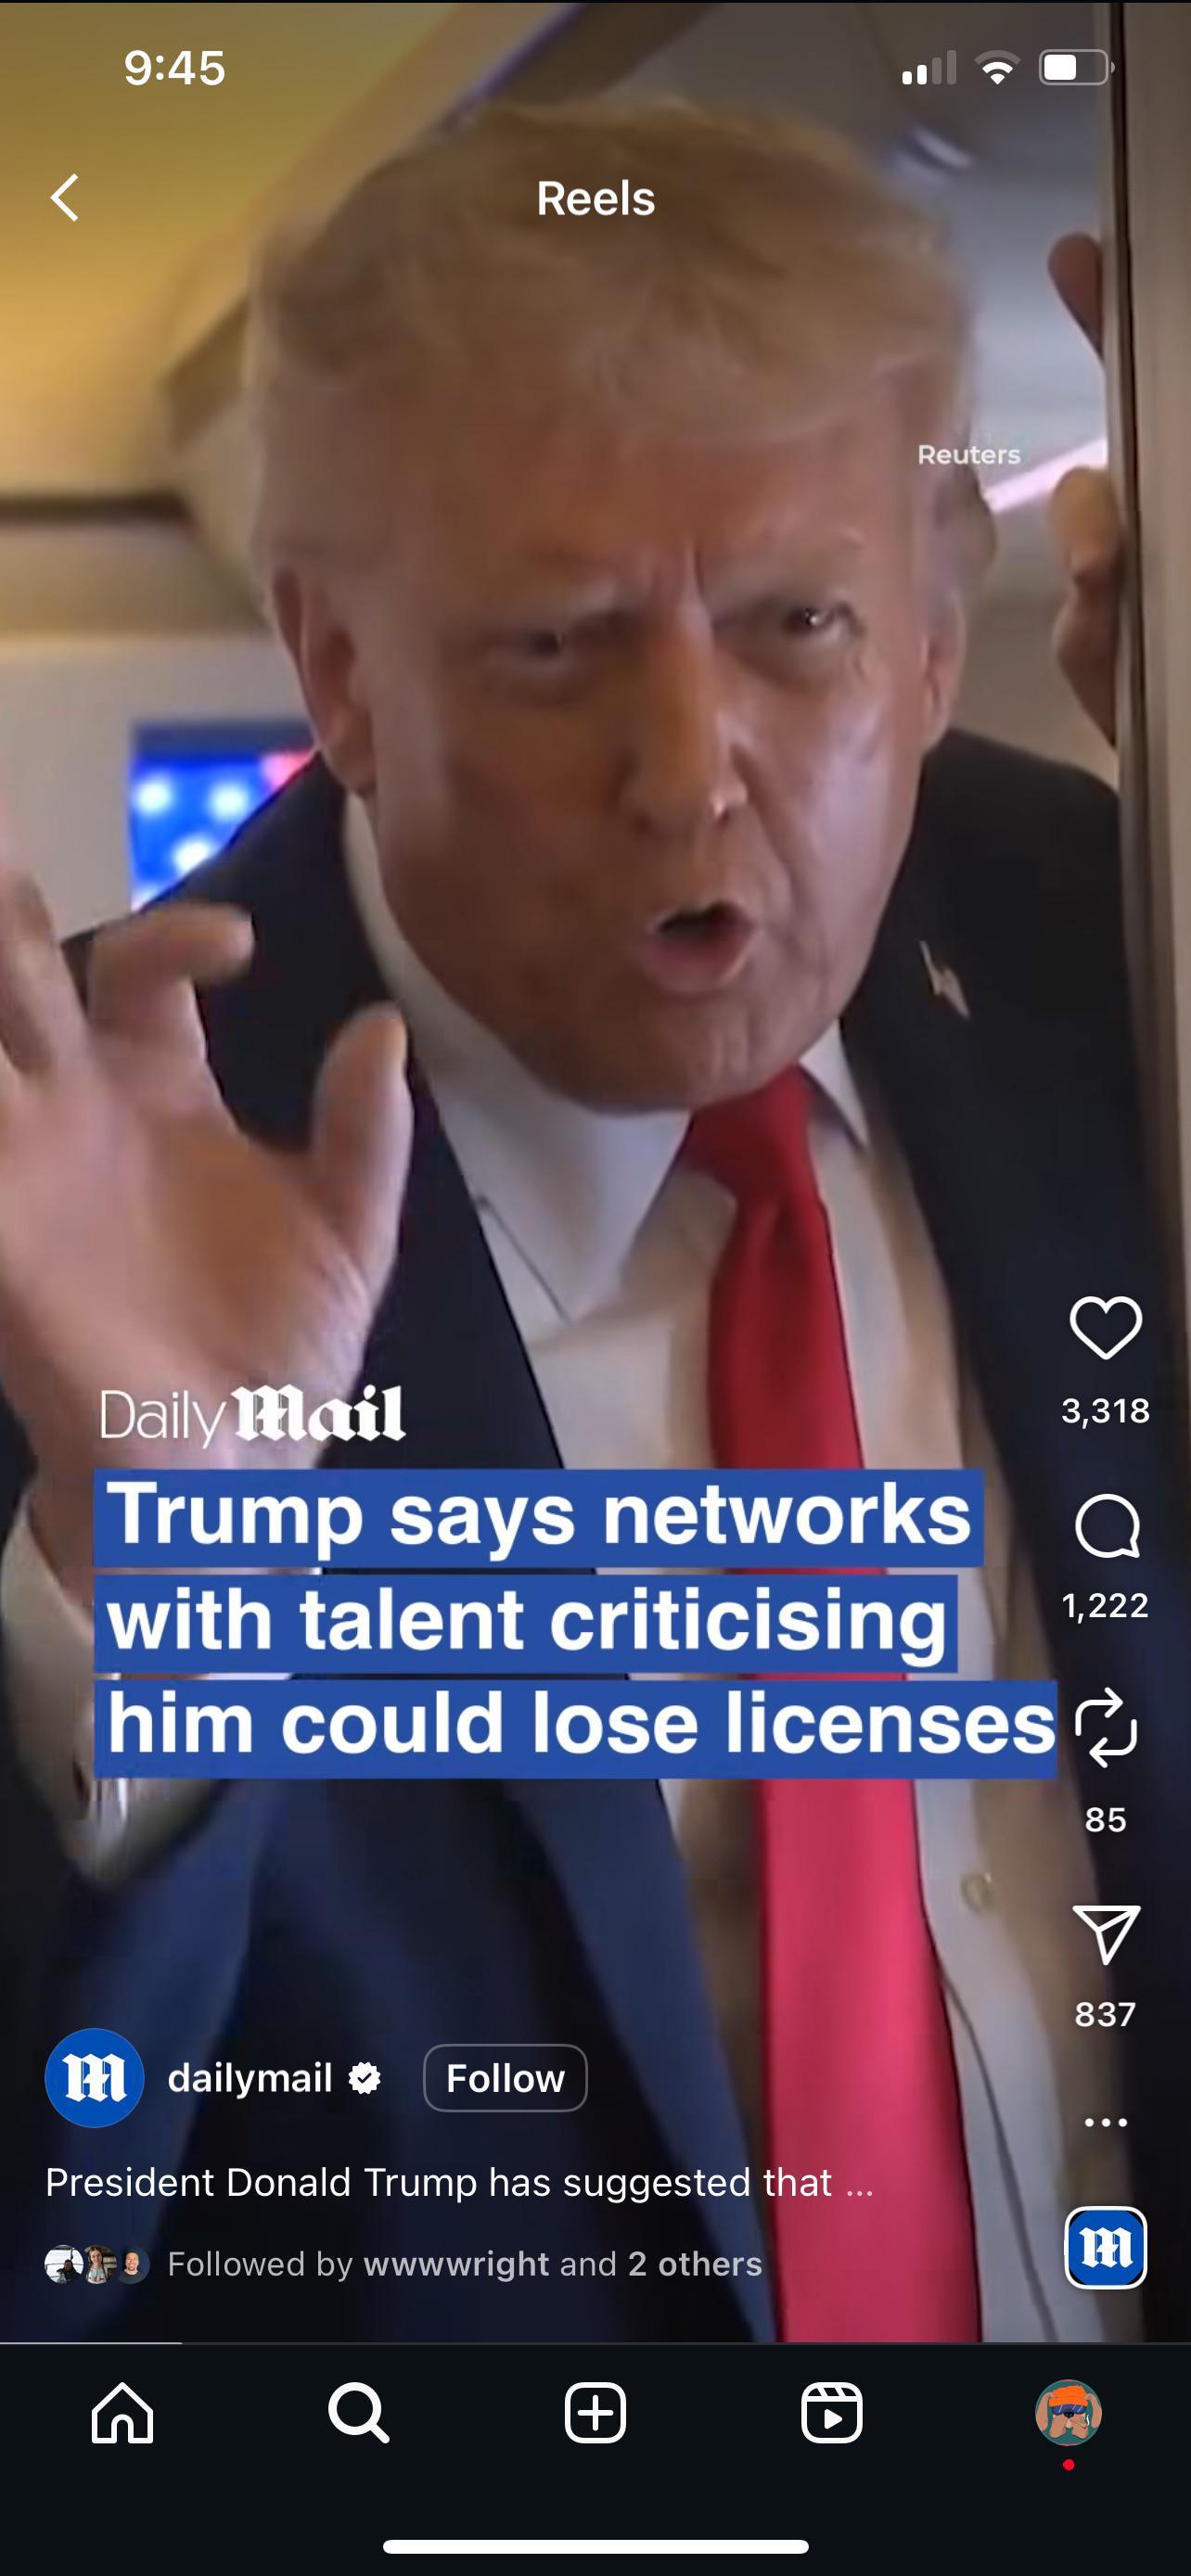 9:45
Reels
Reuters
Daily Mail
Trump says networks
with talent criticising
him could lose licenses
3,318
1,222
85
837
dailymail
Follow
President Donald Trump has suggested that ...
Followed by wwwwright and 2 others